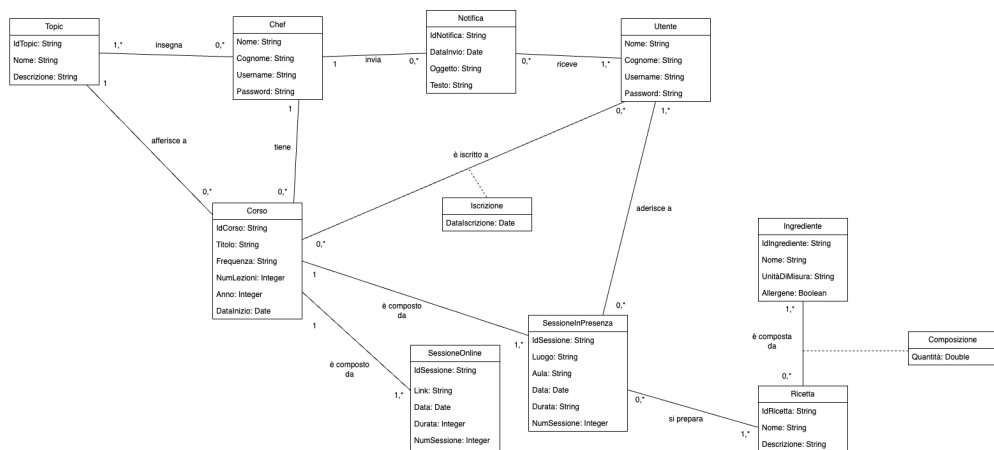 Topic
IdTopic: String
Nome: String
Descrizione: String
1,*
insegna
0,*
Chef
Nome: String
Cognome: String
Username: String
Password: String
1
invia
0,*
Notifica
IdNotifica: String
DataInvio: Date
Oggetto: String
Testo: String
0,*
riceve
1,*
Utente
Nome: String
Cognome: String
Username: String
Password: String
1
afferisce a
0,*
1
tiene
0,*
0,*
è iscritto a
0,*
Iscrizione
DataIscrizione: Date
1,*
aderisce a
0,*
Corso
IdCorso: String
Titolo: String
Frequenza: String
NumLezioni: Integer
Anno: Integer
DataInizio: Date
1
è composto
da
1,*
1
è composto
da
1,*
SessioneOnline
IdSessione: String
Link: String
Data: Date
Durata: Integer
NumSessione: Integer
SessioneInPresenza
IdSessione: String
Luogo: String
Aula: String
Data: Date
Durata: String
NumSessione: Integer
0,*
si prepara
1,*
Ingrediente
IdIngrediente: String
Nome: String
UnitàDiMisura: String
Allergene: Boolean
1,*
è composta
da
0,*
Composizione
Quantità: Double
Ricetta
IdRicetta: String
Nome: String
Descrizione: String